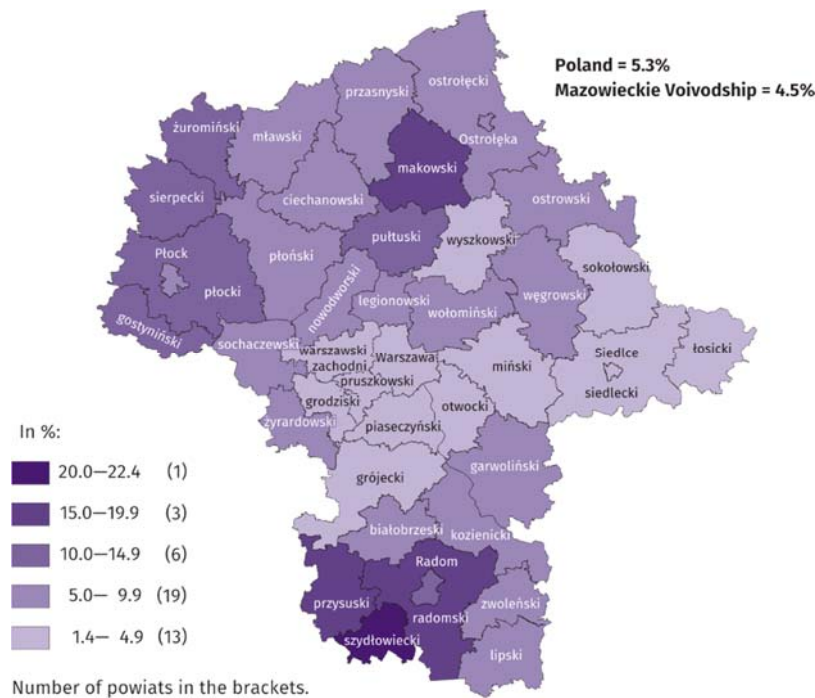 Poland = 5.3%
Mazowieckie Voivodship = 4.5%
ostrołęcki
przasnyski
żuromiński
mławski
Ostrołęka
makowski
sierpecki
ciechanowski
ostrowski
pułtuski
wyszkowski
Płock
płoński
sokołowski
nowodworski
płocki
legionowski
wołomiński
węgrowski
gostyniński
sochaczewski
warszawski
zachodni
Warszawa
Siedlce
łosicki
miński
pruszkowski
siedlecki
grodziski
otwocki
żyrardowski
piaseczyński
garwoliński
grójecki
białobrzeski
kozienicki
Radom
przysuski
zwoleński
radomski
szydłowiecki
lipski
In %:
20.0—22.4 (1)
15.0—19.9 (3)
10.0—14.9 (6)
5.0— 9.9 (19)
1.4— 4.9 (13)
Number of powiats in the brackets.